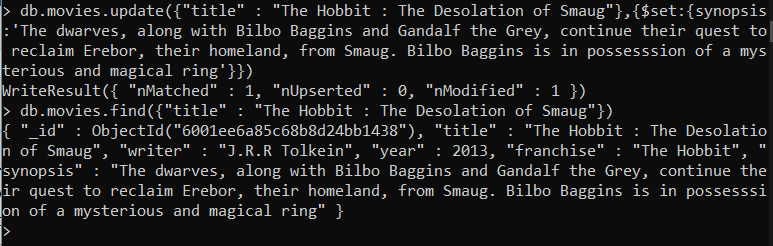 > db.movies.update({"title" : "The Hobbit : The Desolation of Smaug"},{$set:{synopsis
:'The dwarves, along with Bilbo Baggins and Gandalf the Grey, continue their quest to
 reclaim Erebor, their homeland, from Smaug. Bilbo Baggins is in possesssion of a mys
terious and magical ring'}})
WriteResult({ "nMatched" : 1, "nUpserted" : 0, "nModified" : 1 })
> db.movies.find({"title" : "The Hobbit : The Desolation of Smaug"})
{ "_id" : ObjectId("6001ee6a85c68b8d24bb1438"), "title" : "The Hobbit : The Desolatio
n of Smaug", "writer" : "J.R.R Tolkein", "year" : 2013, "franchise" : "The Hobbit", "
synopsis" : "The dwarves, along with Bilbo Baggins and Gandalf the Grey, continue the
ir quest to reclaim Erebor, their homeland, from Smaug. Bilbo Baggins is in possesssi
on of a mysterious and magical ring" }
>